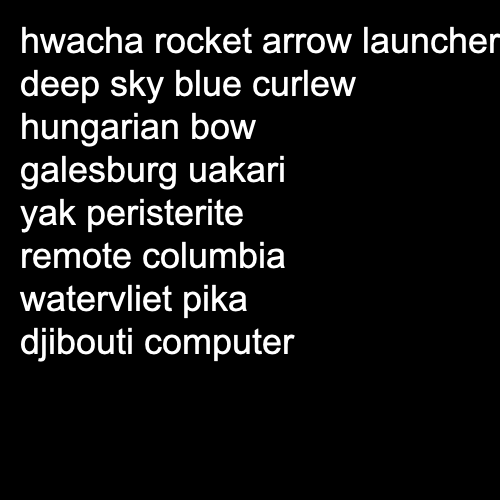 hwacha rocket arrow launcher
deep sky blue curlew
hungarian bow
galesburg uakari
yak peristerite
remote columbia
watervliet pika
djibouti computer